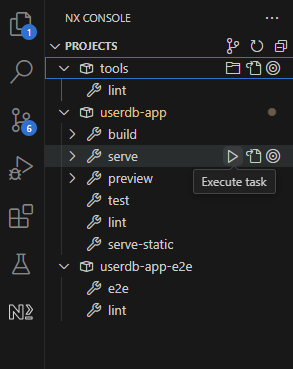 NX CONSOLE
1
PROJECTS
tools
lint
userdb-app
build
6
serve
Execute task
preview
test
lint
serve-static
userdb-app-e2e
e2e
lint